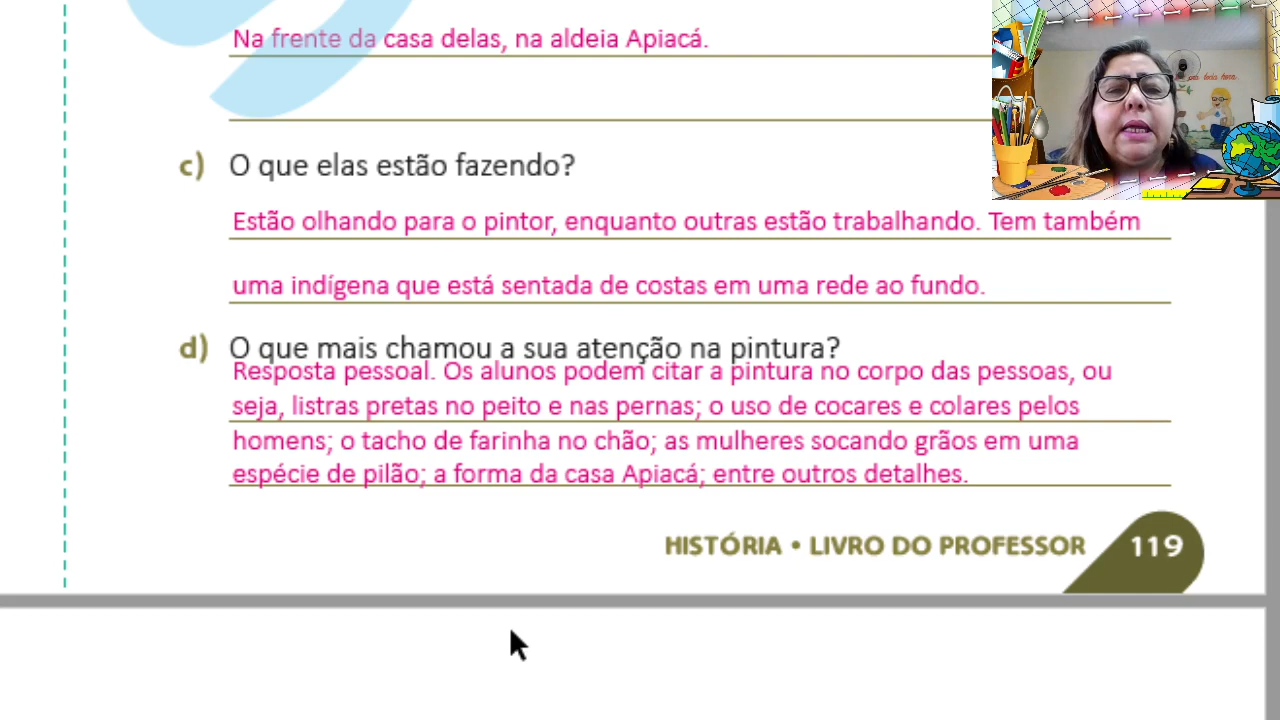 Na frente da casa delas, na aldeia Apiacá.
c) O que elas estão fazendo?
Estão olhando para o pintor, enquanto outras estão trabalhando. Tem também
uma indígena que está sentada de costas em uma rede ao fundo.
d) O que mais chamou a sua atenção na pintura?
Resposta pessoal. Os alunos podem citar a pintura no corpo das pessoas, ou
seja, listras pretas no peito e nas pernas; o uso de cocares e colares pelos
homens; o tacho de farinha no chão; as mulheres socando grãos em uma
espécie de pilão; a forma da casa Apiacá; entre outros detalhes.
HISTÓRIA • LIVRO DO PROFESSOR 119
toda hora.